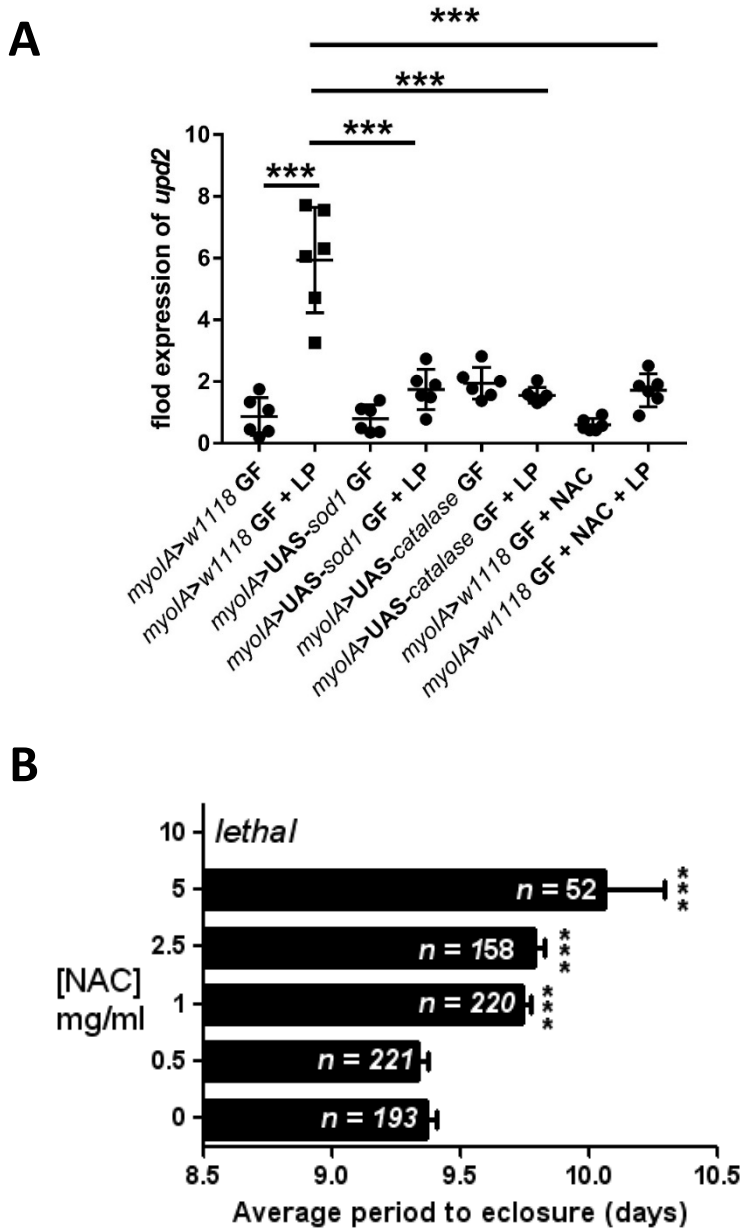 A
***
***
***
***
flod expression of upd2
10
8
6
4
2
0
myoIA>w1118 GF
myoIA>w1118 GF + LP
myoIA>UAS-sod1 GF
myoIA>UAS-sod1 GF + LP
myoIA>UAS-catalase GF
myoIA>UAS-catalase GF + LP
myoIA>w1118 GF + NAC
myoIA>w1118 GF + NAC + LP
B
[NAC]
mg/ml
10
lethal
5
n = 52
***
2.5
n = 158
***
1
n = 220
***
0.5
n = 221
0
n = 193
8.5 9.0 9.5 10.0 10.5
Average period to eclosure (days)